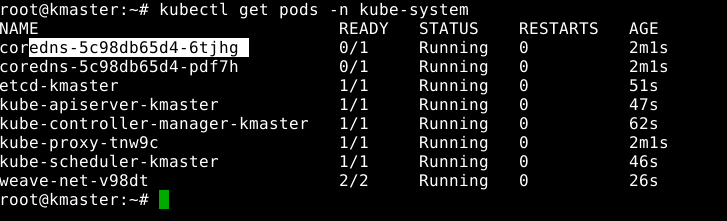 root@kmaster:~# kubectl get pods -n kube-system
NAME READY STATUS RESTARTS AGE
coredns-5c98db65d4-6tjhg 0/1 Running 0 2m1s
coredns-5c98db65d4-pdf7h 0/1 Running 0 2m1s
etcd-kmaster 1/1 Running 0 51s
kube-apiserver-kmaster 1/1 Running 0 47s
kube-controller-manager-kmaster 1/1 Running 0 62s
kube-proxy-tnw9c 1/1 Running 0 2m1s
kube-scheduler-kmaster 1/1 Running 0 46s
weave-net-v98dt 2/2 Running 0 26s
root@kmaster:~#